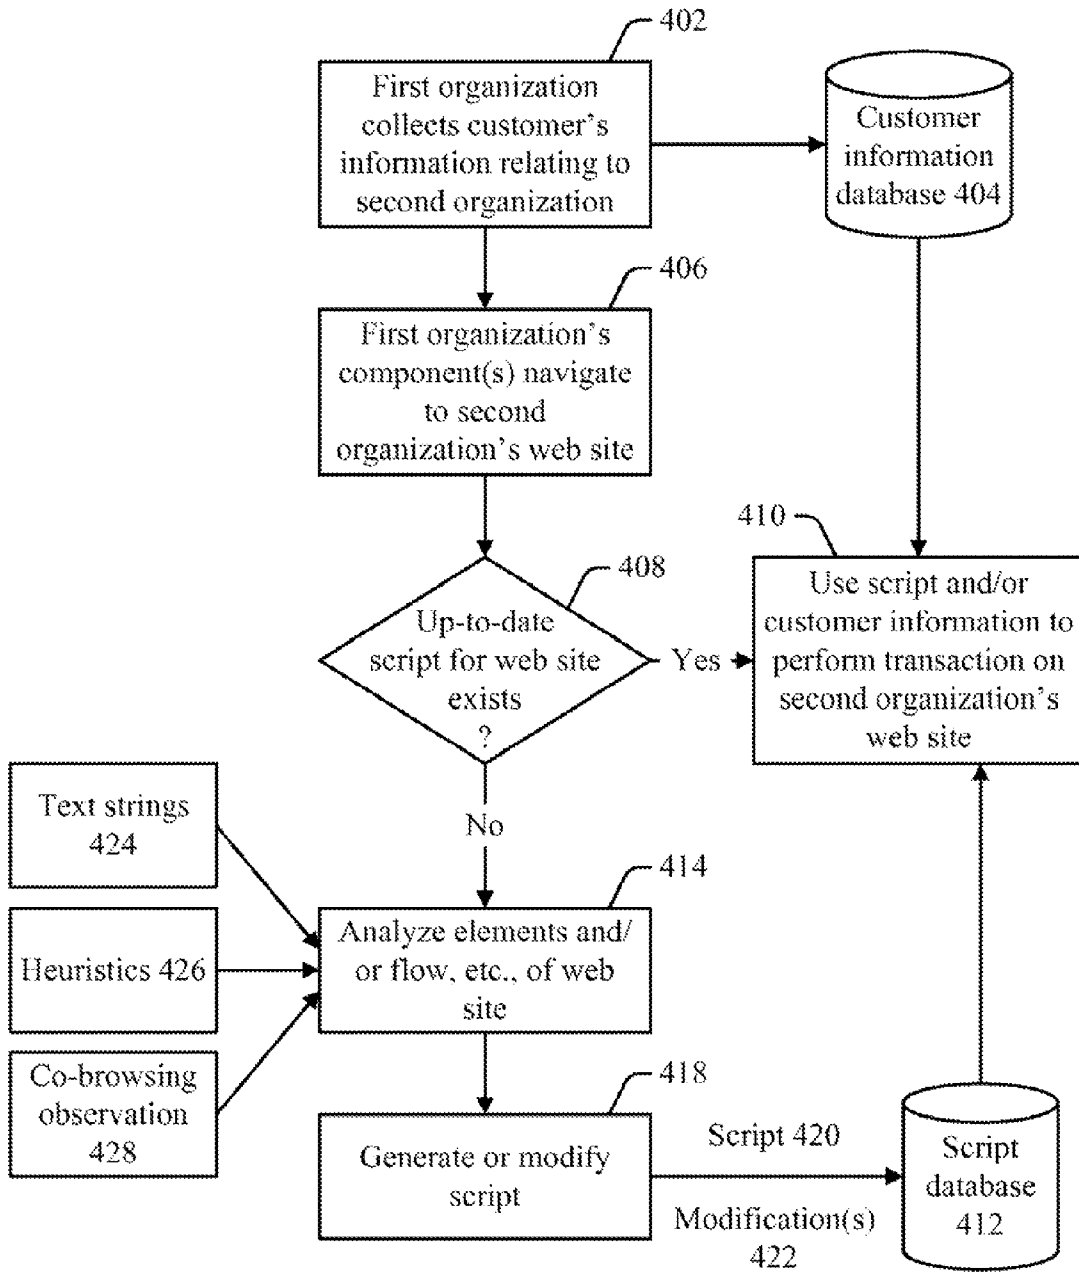 402
First organization
collects customer's
information relating to
second organization
Customer
information
database 404
406
First organization's
component(s) navigate
to second
organization's web site
408
Up-to-date
script for web site
exists
?
Yes
410
Use script and/or
customer information to
perform transaction on
second organization's
web site
No
Text strings
424
Heuristics 426
Co-browsing
observation
428
414
Analyze elements and/
or flow, etc., of web
site
418
Generate or modify
script
Script 420
Modification(s)
422
Script
database
412